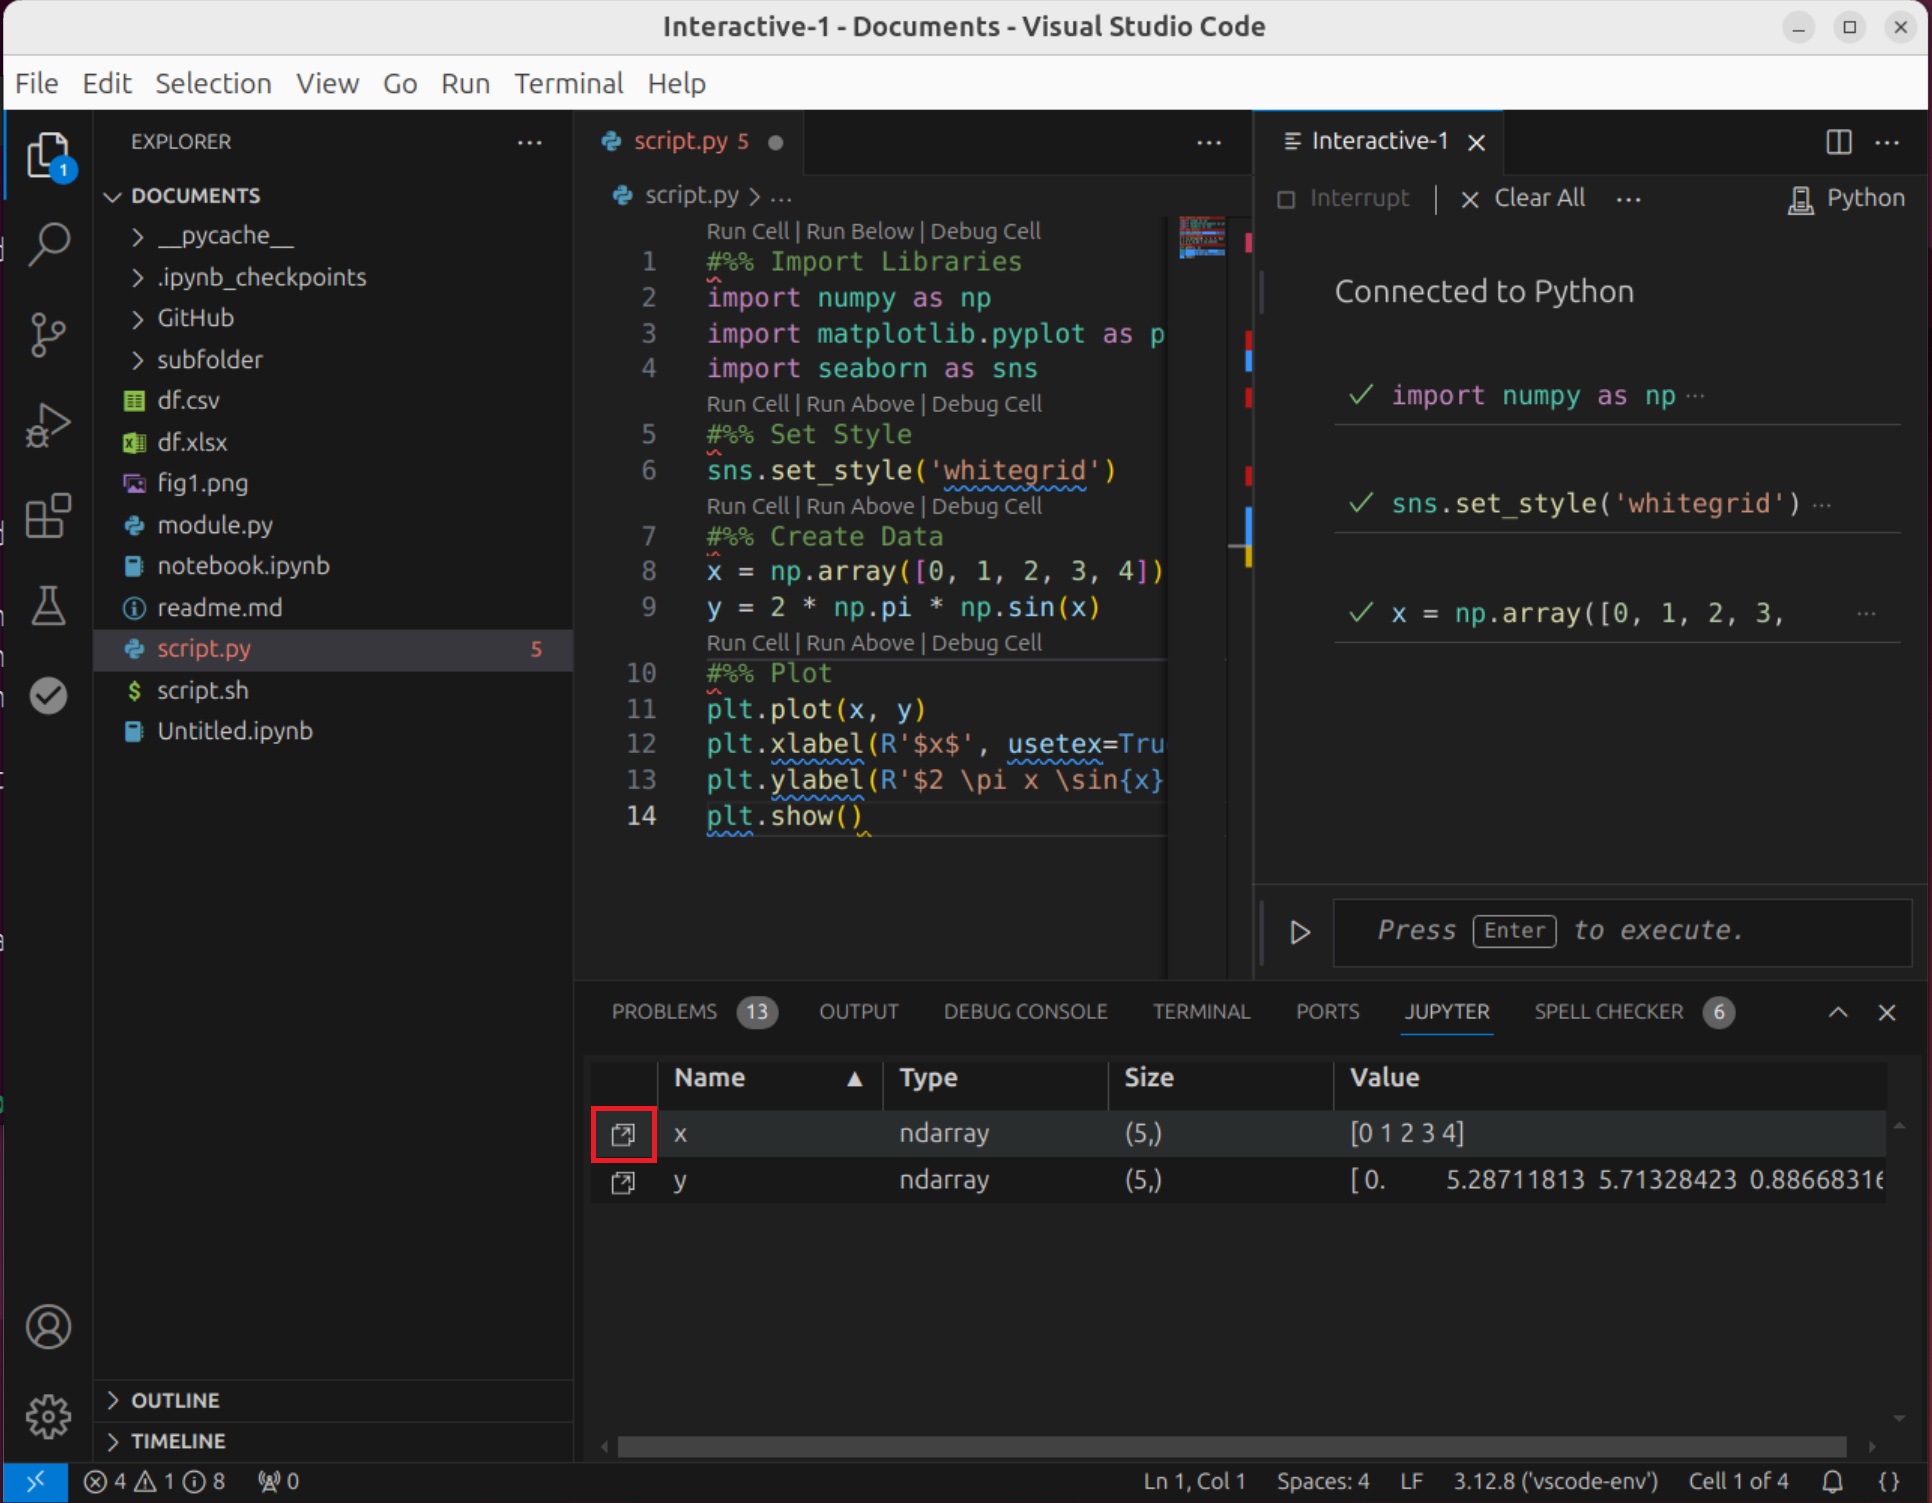 Interactive-1 - Documents - Visual Studio Code
File Edit Selection View Go Run Terminal Help
1
EXPLORER
DOCUMENTS
__pycache__
.ipynb_checkpoints
GitHub
subfolder
df.csv
df.xlsx
fig1.png
module.py
notebook.ipynb
readme.md
script.py 5
script.sh
Untitled.ipynb
OUTLINE
TIMELINE
script.py 5
script.py > ...
Run Cell | Run Below | Debug Cell
1 #%% Import Libraries
2 import numpy as np
3 import matplotlib.pyplot as p
4 import seaborn as sns
Run Cell | Run Above | Debug Cell
5 #%% Set Style
6 sns.set_style('whitegrid')
Run Cell | Run Above | Debug Cell
7 #%% Create Data
8 x = np.array([0, 1, 2, 3, 4])
9 y = 2 * np.pi * np.sin(x)
Run Cell | Run Above | Debug Cell
10 #%% Plot
11 plt.plot(x, y)
12 plt.xlabel(R'$x$', usetex=Tru
13 plt.ylabel(R'$2 \pi x \sin{x}
14 plt.show()
Interactive-1
Interrupt | Clear All ... Python
Connected to Python
import numpy as np ...
sns.set_style('whitegrid') ...
x = np.array([0, 1, 2, 3, ...
Press Enter to execute.
PROBLEMS 13 OUTPUT DEBUG CONSOLE TERMINAL PORTS JUPYTER SPELL CHECKER 6
Name Type Size Value
x ndarray (5,) [0 1 2 3 4]
y ndarray (5,) [ 0. 5.28711813 5.71328423 0.88668316
4 1 8 0 Ln 1, Col 1 Spaces: 4 LF 3.12.8 ('vscode-env') Cell 1 of 4 {}